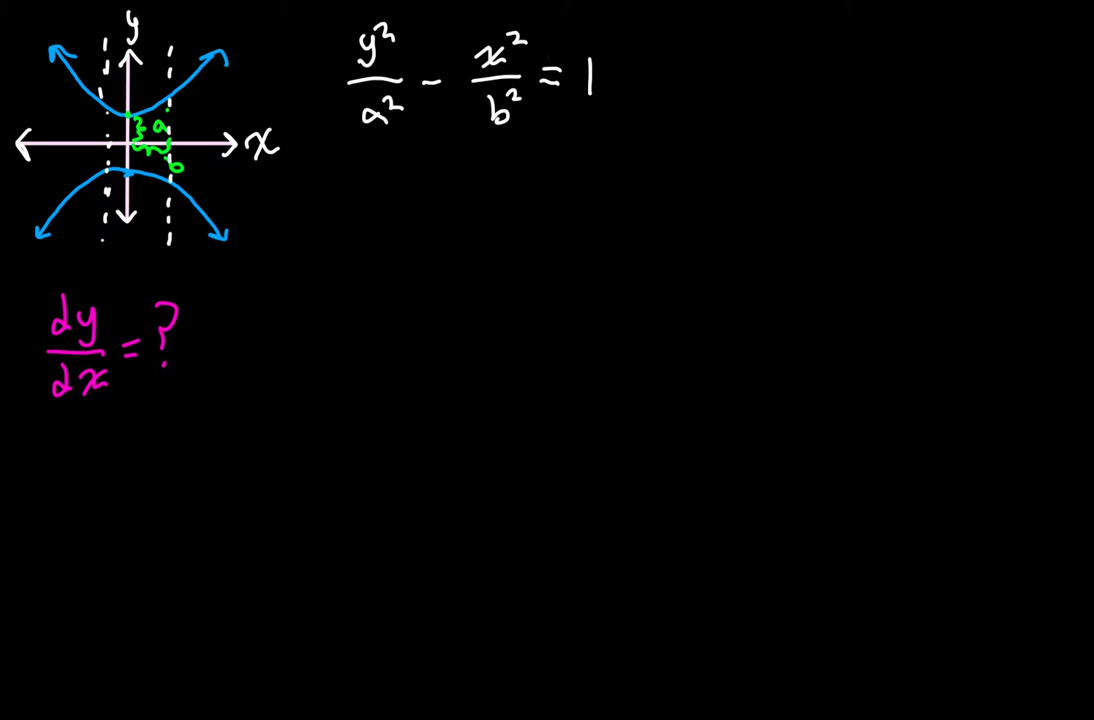 y
y²/a² - x²/b² = 1
a
x
b
dy/dx = ?